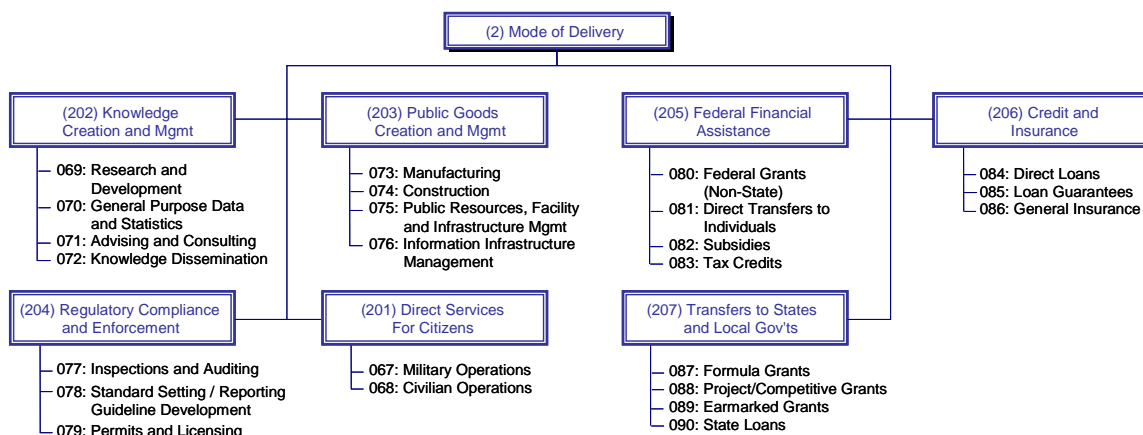 (2) Mode of Delivery
(202) Knowledge
Creation and Mgmt
069: Research and
Development
070: General Purpose Data
and Statistics
071: Advising and Consulting
072: Knowledge Dissemination
(203) Public Goods
Creation and Mgmt
073: Manufacturing
074: Construction
075: Public Resources, Facility
and Infrastructure Mgmt
076: Information Infrastructure
Management
(205) Federal Financial
Assistance
080: Federal Grants
(Non-State)
081: Direct Transfers to
Individuals
082: Subsidies
083: Tax Credits
(206) Credit and
Insurance
084: Direct Loans
085: Loan Guarantees
086: General Insurance
(204) Regulatory Compliance
and Enforcement
077: Inspections and Auditing
078: Standard Setting / Reporting
Guideline Development
079: Permits and Licensing
(201) Direct Services
For Citizens
067: Military Operations
068: Civilian Operations
(207) Transfers to States
and Local Gov'ts
087: Formula Grants
088: Project/Competitive Grants
089: Earmarked Grants
090: State Loans